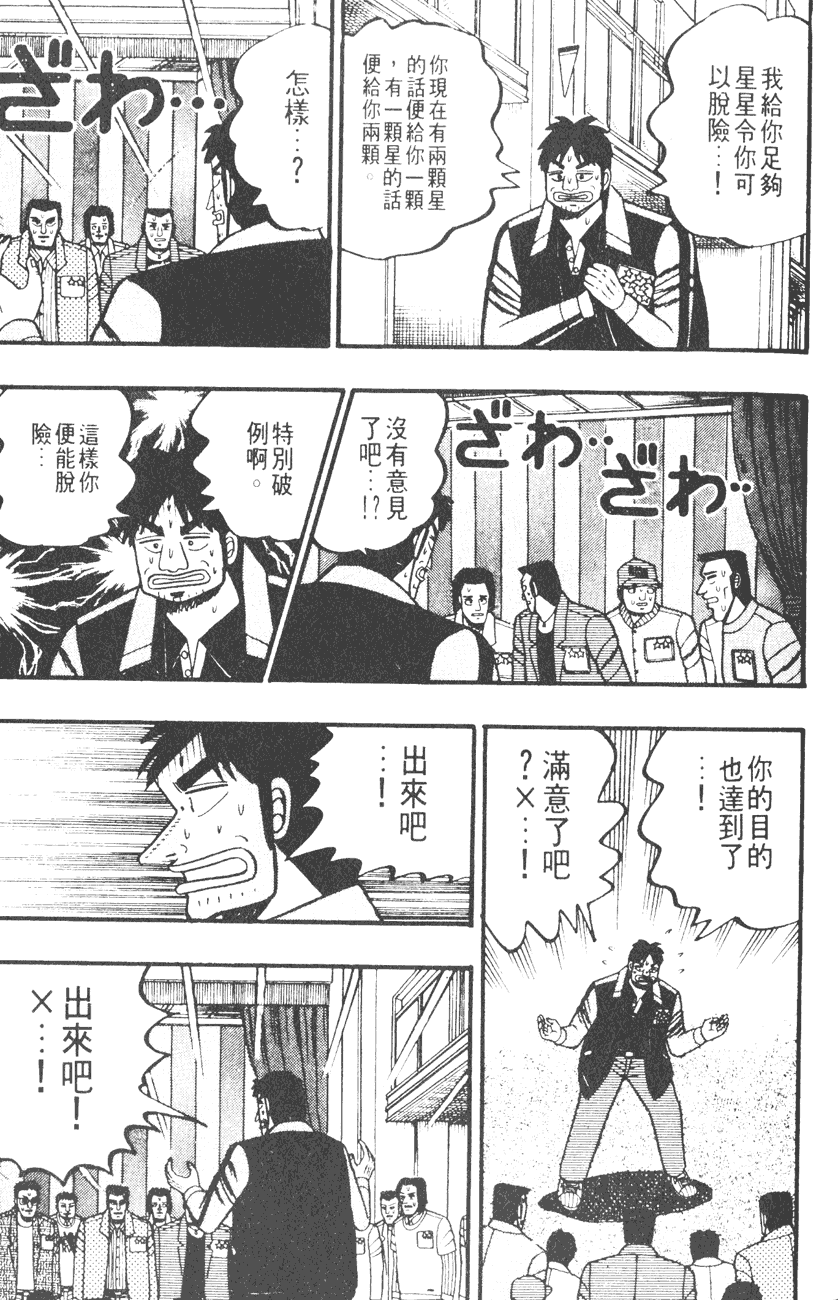 我給你足夠
星星令你可
以脫險…！
你現在有兩顆星
的話便給你一顆
，有一顆星的話
便給你兩顆。
怎樣…？
ざわ…
ざわ…
ざわ…
沒有意見
了吧…!?
特別破
例啊。
這樣你
便能脫
險…
你的目的
也達到了
…！
滿意了吧
？×…！
出來吧
…！
出來吧！
×…！